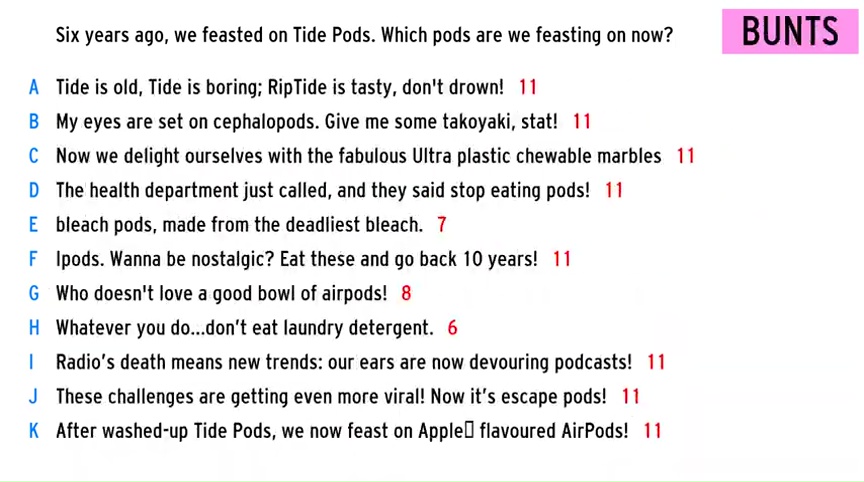 Six years ago, we feasted on Tide Pods. Which pods are we feasting on now?
BUNTS
A Tide is old, Tide is boring; RipTide is tasty, don't drown! 11
B My eyes are set on cephalopods. Give me some takoyaki, stat! 11
C Now we delight ourselves with the fabulous Ultra plastic chewable marbles 11
D The health department just called, and they said stop eating pods! 11
E bleach pods, made from the deadliest bleach. 7
F Ipods. Wanna be nostalgic? Eat these and go back 10 years! 11
G Who doesn't love a good bowl of airpods! 8
H Whatever you do...don’t eat laundry detergent. 6
I Radio’s death means new trends: our ears are now devouring podcasts! 11
J These challenges are getting even more viral! Now it’s escape pods! 11
K After washed-up Tide Pods, we now feast on Apple▯ flavoured AirPods! 11